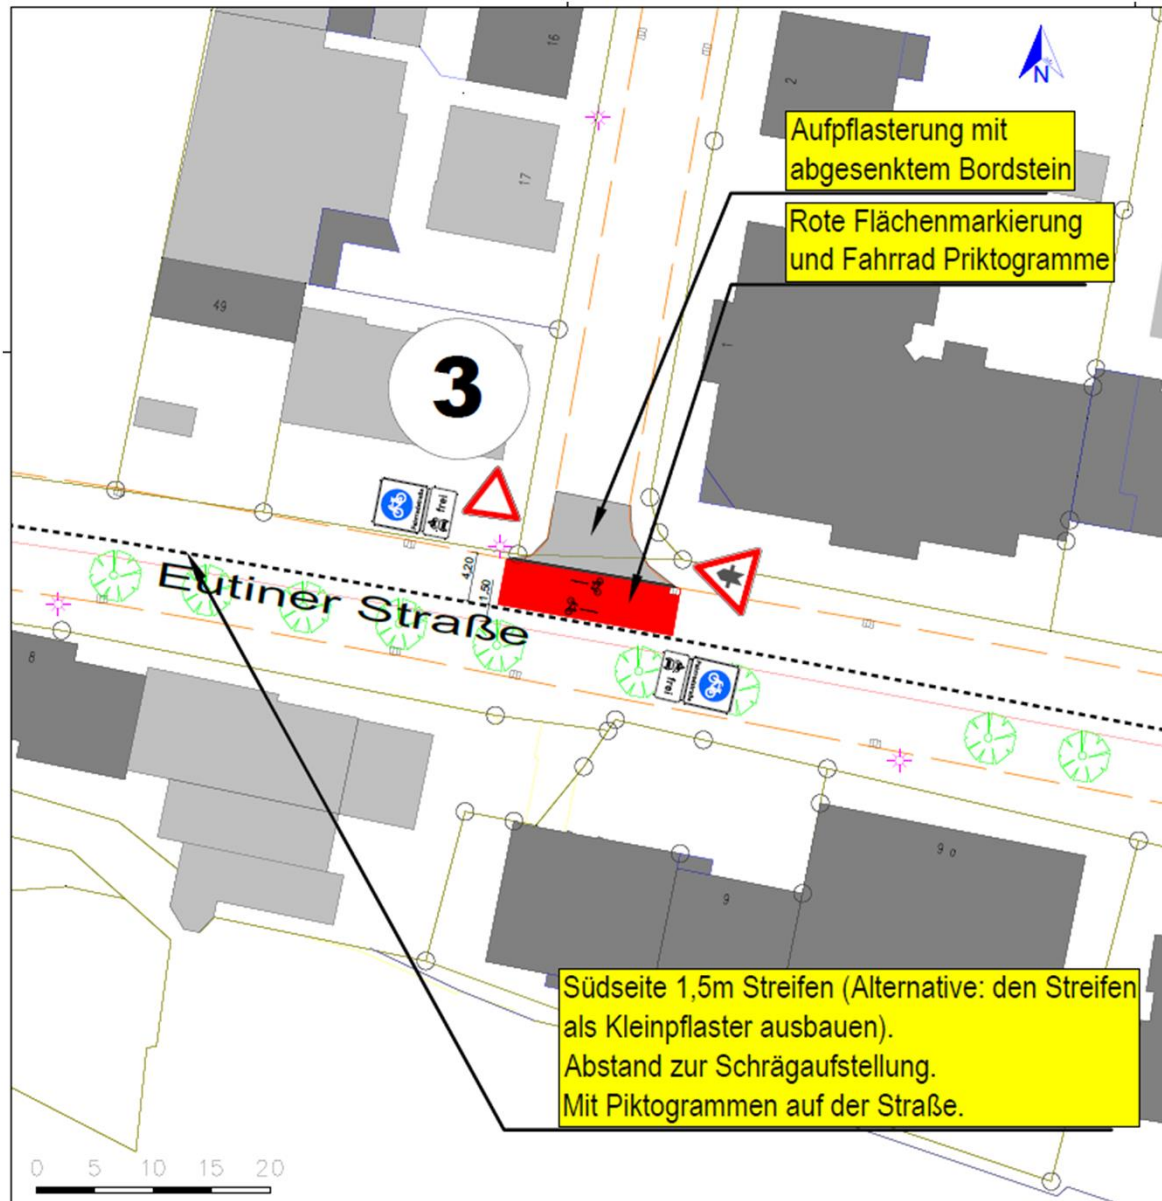 16
2
N
Aufpflasterung mit
abgesenktem Bordstein
17
Rote Flächenmarkierung
und Fahrrad Priktogramme
49
1
3
Fahrradstraße
frei
4,20
1,50
Eutiner Straße
8
frei
Fahrradstraße
9 a
9
Südseite 1,5m Streifen (Alternative: den Streifen
als Kleinpflaster ausbauen).
Abstand zur Schrägaufstellung.
Mit Piktogrammen auf der Straße.
0 5 10 15 20